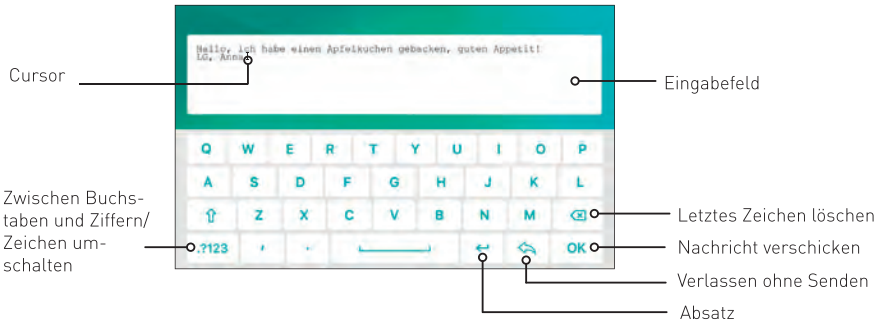 Hallo, ich habe einen Apfelkuchen gebacken, guten Appetit!
LG, Anna
Cursor
Eingabefeld
Q W E R T Y U I O P
A S D F G H J K L
Z X C V B N M
.?123 , . OK
Zwischen Buchs-
taben und Ziffern/
Zeichen um-
schalten
Letztes Zeichen löschen
Nachricht verschicken
Verlassen ohne Senden
Absatz